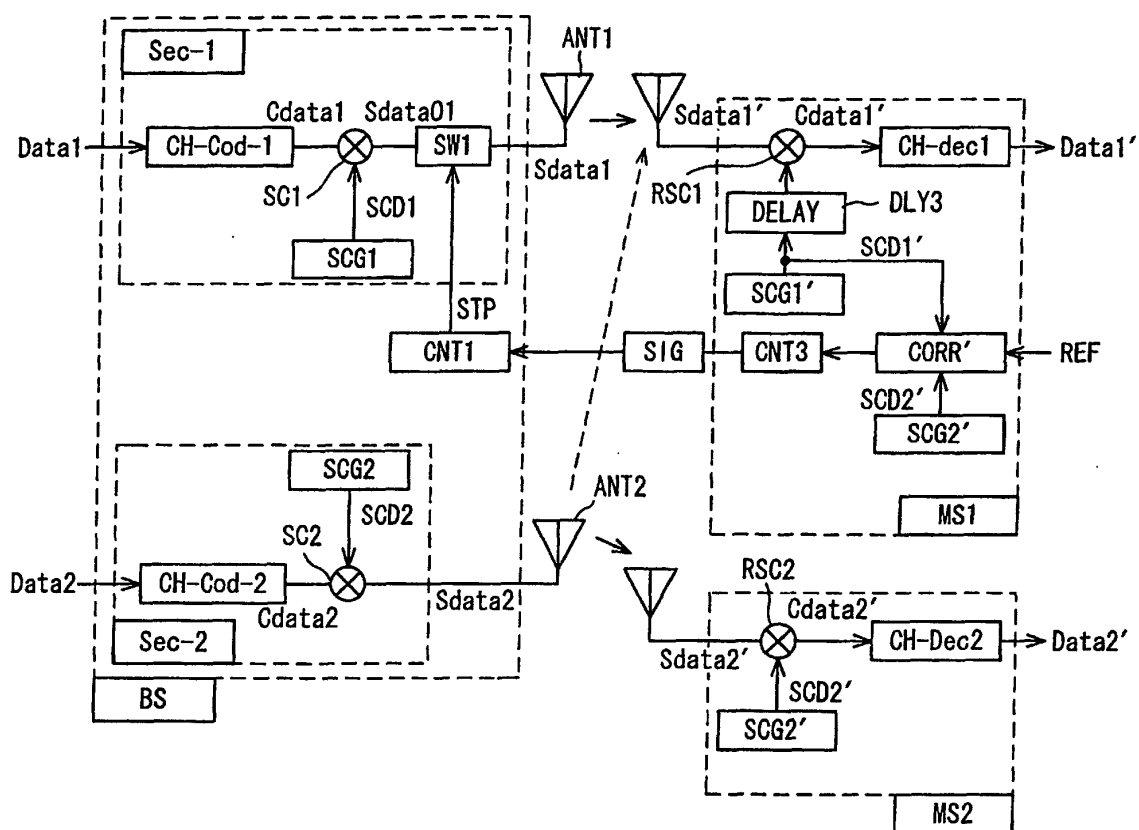 Sec-1
ANT1
Data1
CH-Cod-1
Cdata1
Sdata01
SW1
Sdata1
SC1
SCD1
SCG1
STP
CNT1
SIG
Sdata1′
Cdata1′
CH-dec1
Data1′
RSC1
DELAY
DLY3
SCD1′
SCG1′
CNT3
CORR′
REF
SCD2′
SCG2′
MS1
SCG2
SC2
SCD2
ANT2
Data2
CH-Cod-2
Cdata2
Sdata2
Sec-2
BS
RSC2
Cdata2′
CH-Dec2
Data2′
Sdata2′
SCD2′
SCG2′
MS2